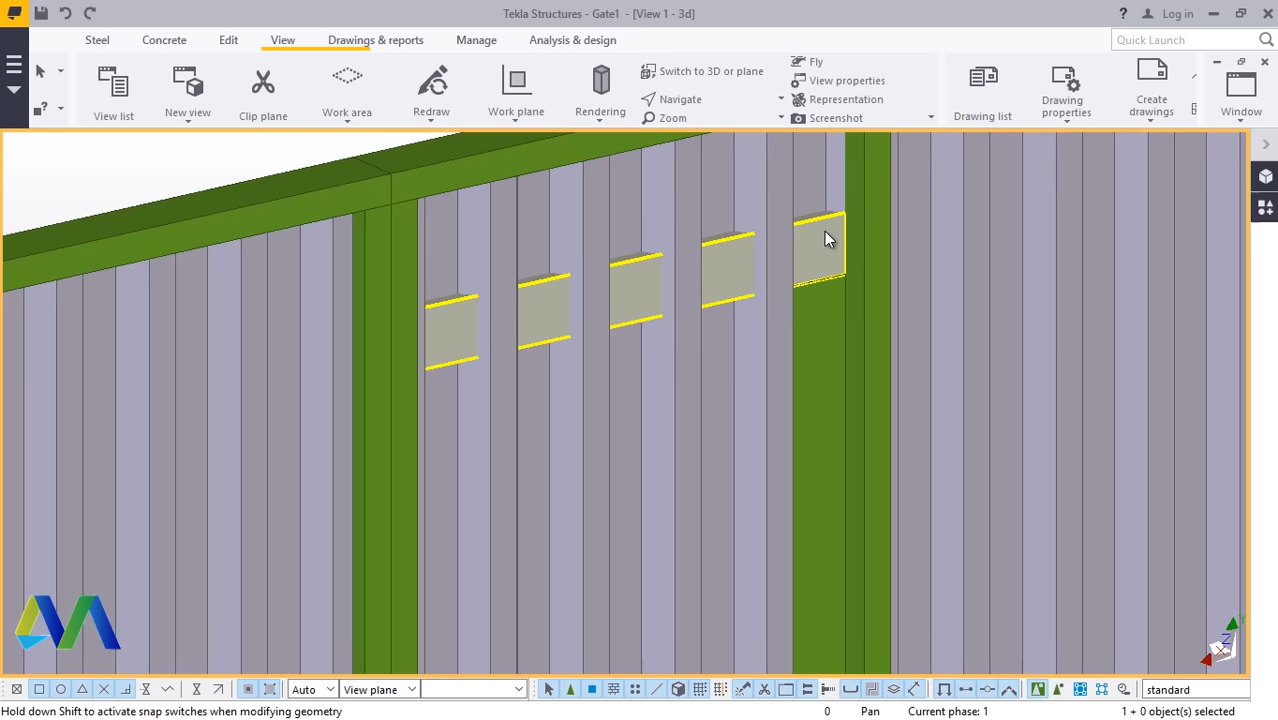 Tekla Structures - Gate1 - [View 1 - 3d]
? Log in
Steel Concrete Edit View Drawings & reports Manage Analysis & design Quick Launch
View list
New view
Clip plane
Work area
Redraw
Work plane
Rendering
Switch to 3D or plane
Navigate
Zoom
Fly
View properties
Representation
Screenshot
Drawing list
Drawing
properties
Create
drawings
Window
Y
Z
Auto View plane standard
Hold down Shift to activate snap switches when modifying geometry 0 Pan Current phase: 1 1 + 0 object(s) selected